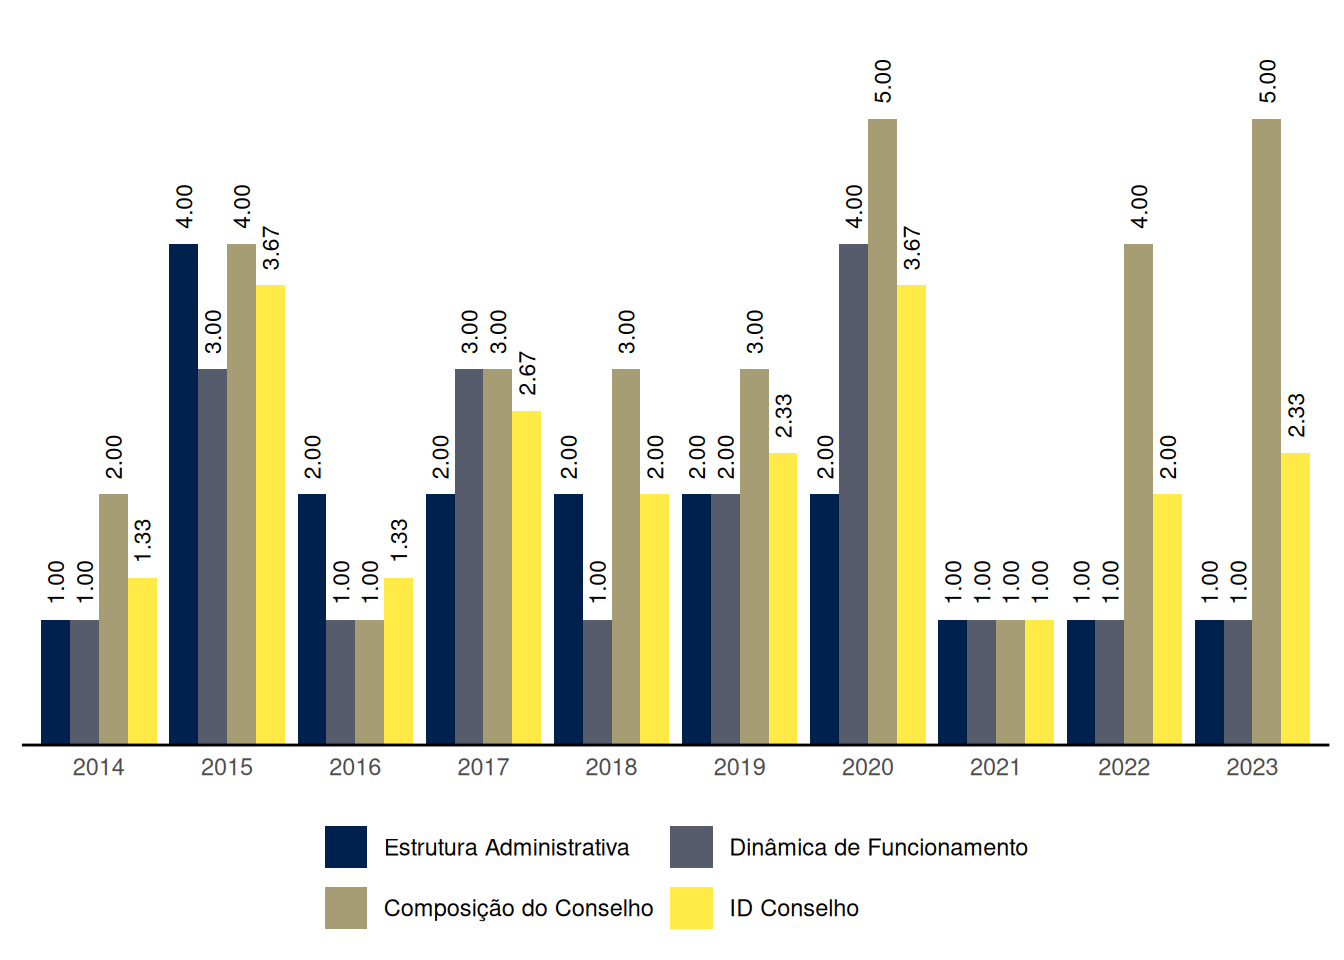 1.00 1.00 2.00 1.33 4.00 3.00 4.00 3.67 2.00 1.00 1.00 1.33 2.00 3.00 3.00 2.67 2.00 1.00 3.00 2.00 2.00 2.00 3.00 2.33 2.00 4.00 5.00 3.67 1.00 1.00 1.00 1.00 1.00 1.00 4.00 2.00 1.00 1.00 5.00 2.33
2014 2015 2016 2017 2018 2019 2020 2021 2022 2023
Estrutura Administrativa Dinâmica de Funcionamento
Composição do Conselho ID Conselho